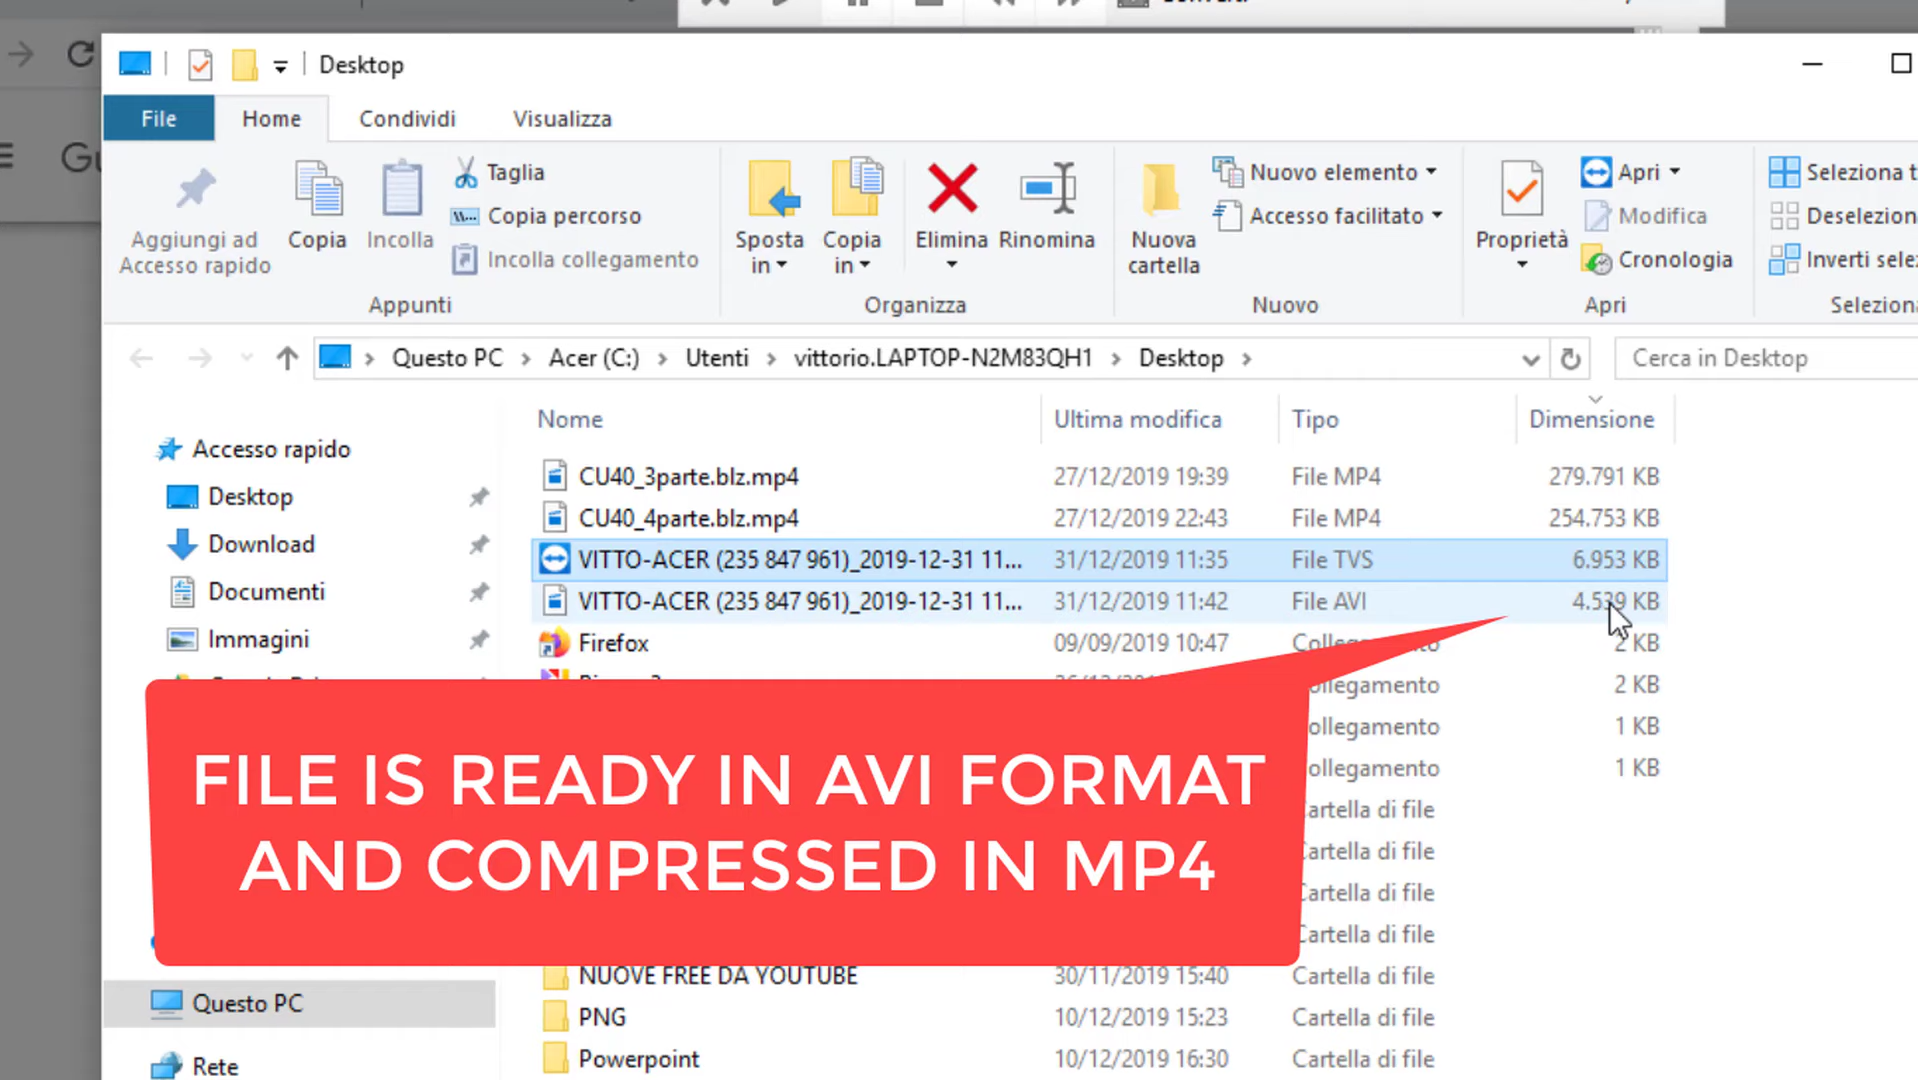 Desktop
File Home Condividi Visualizza
Aggiungi ad
Accesso rapido
Copia
Incolla
Taglia
Copia percorso
Incolla collegamento
Appunti
Sposta
in
Copia
in
Elimina
Rinomina
Organizza
Nuova
cartella
Nuovo elemento
Accesso facilitato
Nuovo
Proprietà
Apri
Modifica
Cronologia
Apri
Seleziona
Questo PC Acer (C:) Utenti vittorio.LAPTOP-N2M83QH1 Desktop
Cerca in Desktop
Nome Ultima modifica Tipo Dimensione
Accesso rapido
Desktop
Download
Documenti
Immagini
Questo PC
Rete
CU40_3parte.blz.mp4 27/12/2019 19:39 File MP4 279.791 KB
CU40_4parte.blz.mp4 27/12/2019 22:43 File MP4 254.753 KB
VITTO-ACER (235 847 961)_2019-12-31 11... 31/12/2019 11:35 File TVS 6.953 KB
VITTO-ACER (235 847 961)_2019-12-31 11... 31/12/2019 11:42 File AVI 4.539 KB
Firefox 09/09/2019 10:47 2 KB
2 KB
1 KB
1 KB
FILE IS READY IN AVI FORMAT
AND COMPRESSED IN MP4
NUOVE FREE DA YOUTUBE 30/11/2019 15:40 Cartella di file
PNG 10/12/2019 15:23 Cartella di file
Powerpoint 10/12/2019 16:30 Cartella di file